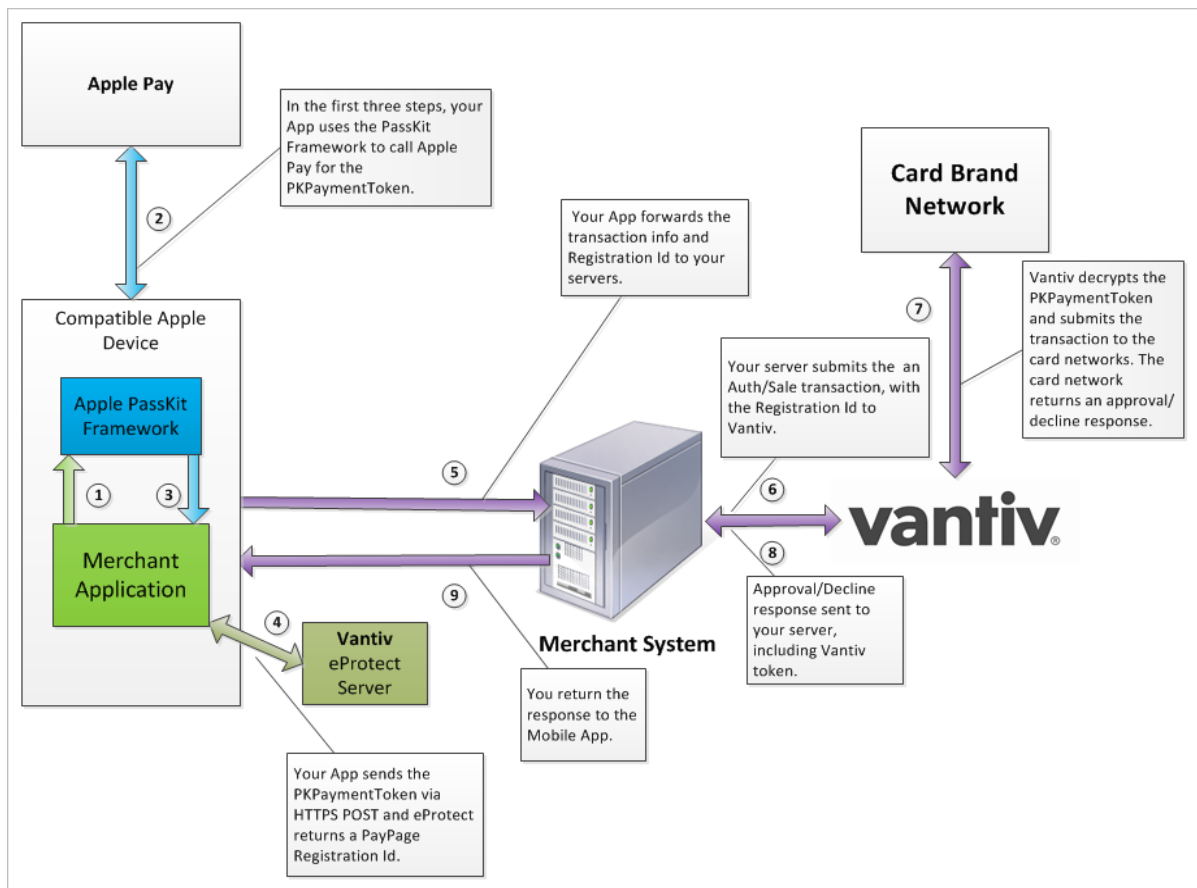 Apple Pay
In the first three steps, your
App uses the PassKit
Framework to call Apple
Pay for the
PKPaymentToken.
2
Card Brand
Network
Your App forwards the
transaction info and
Registration Id to your
servers.
Vantiv decrypts the
PKPaymentToken
and submits the
transaction to the
card networks. The
card network
returns an approval/
decline response.
7
Compatible Apple
Device
Apple PassKit
Framework
Your server submits the  an
Auth/Sale transaction, with
the Registration Id to
Vantiv.
1
3
5
6
Merchant
Application
vantiv®
8
9
4
Vantiv
eProtect
Server
Merchant System
Approval/Decline
response sent to
your server,
including Vantiv
token.
You return the
response to the
Mobile App.
Your App sends the
PKPaymentToken via
HTTPS POST and eProtect
returns a PayPage
Registration Id.